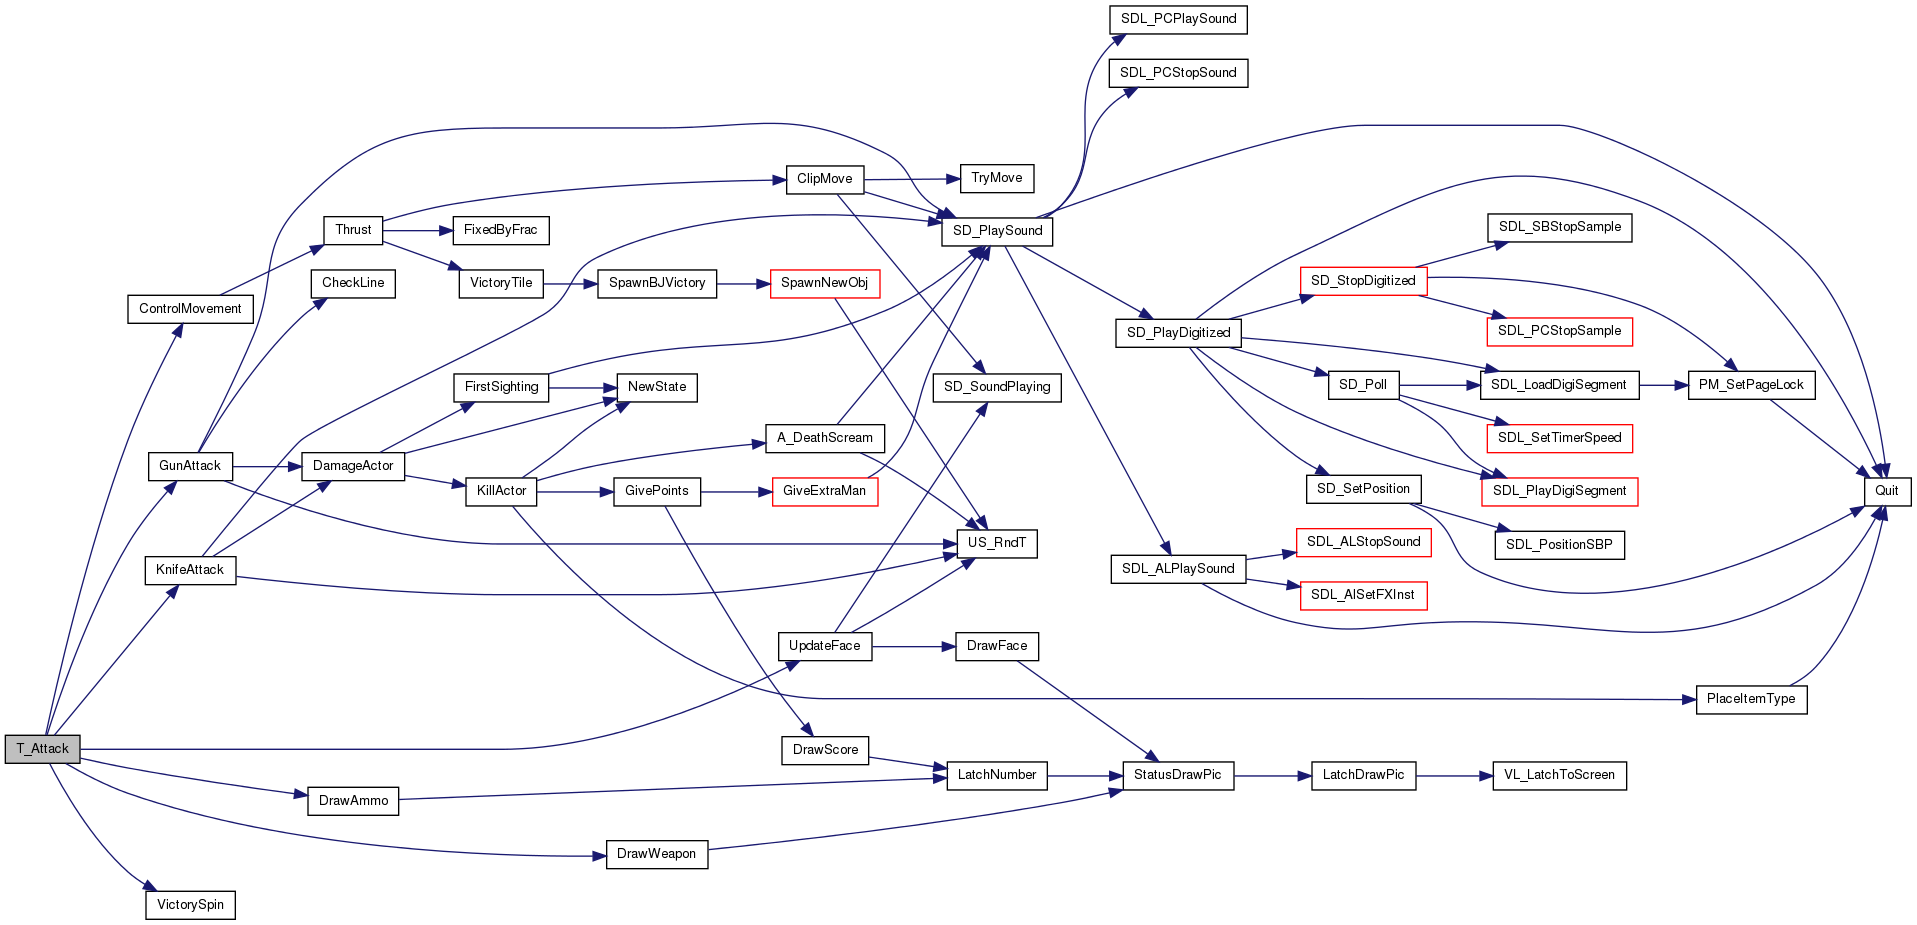 SDL_PCPlaySound
SDL_PCStopSound
ClipMove
TryMove
Thrust
FixedByFrac
SD_PlaySound
SDL_SBStopSample
CheckLine
VictoryTile
SpawnBJVictory
SpawnNewObj
SD_StopDigitized
ControlMovement
SD_PlayDigitized
SDL_PCStopSample
FirstSighting
NewState
SD_SoundPlaying
SD_Poll
SDL_LoadDigiSegment
PM_SetPageLock
A_DeathScream
SDL_SetTimerSpeed
GunAttack
DamageActor
KillActor
GivePoints
GiveExtraMan
SD_SetPosition
SDL_PlayDigiSegment
Quit
US_RndT
SDL_ALStopSound
SDL_PositionSBP
KnifeAttack
SDL_ALPlaySound
SDL_AlSetFXInst
UpdateFace
DrawFace
PlaceItemType
T_Attack
DrawScore
LatchNumber
StatusDrawPic
LatchDrawPic
VL_LatchToScreen
DrawAmmo
DrawWeapon
VictorySpin